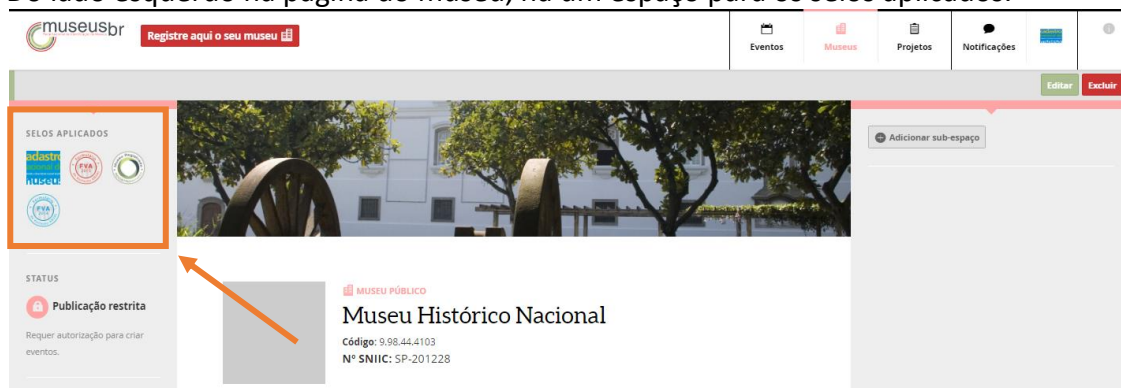 Do lado esquerdo na página do museu, há um espaço para os selos aplicados:
museusbr
Registre aqui o seu museu
Eventos
Museus
Projetos
Notificações
Editar
Excluir
SELOS APLICADOS
FVA
FVA
Adicionar sub-espaço
STATUS
Publicação restrita
Requer autorização para criar
eventos.
MUSEU PÚBLICO
Museu Histórico Nacional
Código: 9.98.44.4103
Nº SNIIC: SP-201228